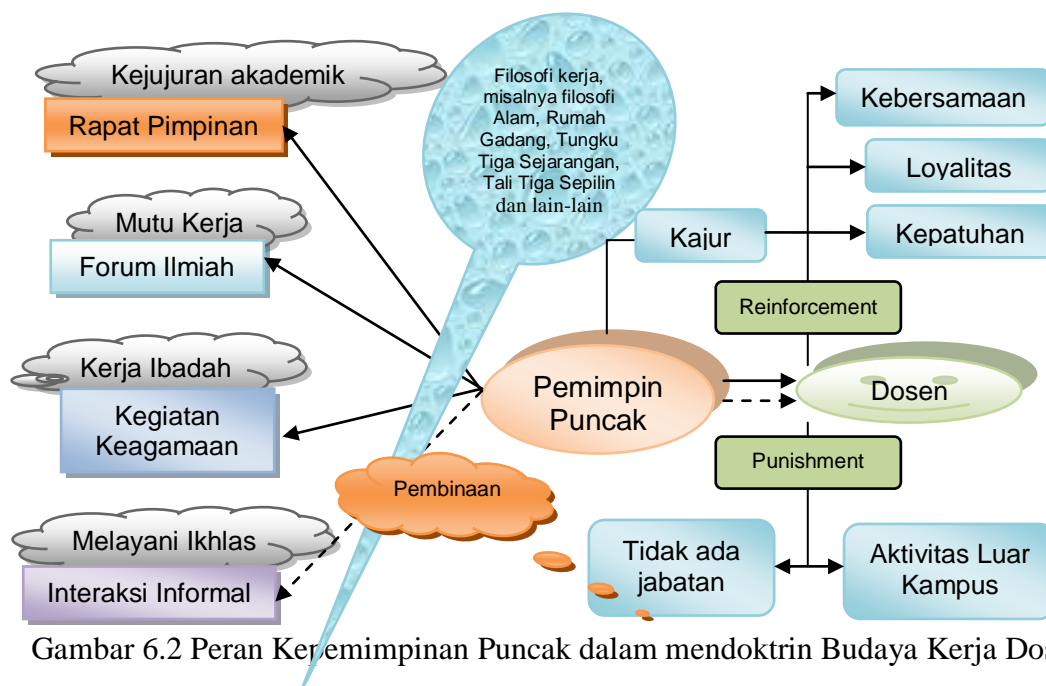 Kejujuran akademik
Rapat Pimpinan
Mutu Kerja
Forum Ilmiah
Kerja Ibadah
Kegiatan
Keagamaan
Melayani Ikhlas
Interaksi Informal
Filosofi kerja,
misalnya filosofi
Alam, Rumah
Gadang, Tungku
Tiga Sejarangan,
Tali Tiga Sepilin
dan lain-lain
Pembinaan
Pemimpin
Puncak
Kajur
Kebersamaan
Loyalitas
Kepatuhan
Reinforcement
Dosen
Punishment
Tidak ada
jabatan
Aktivitas Luar
Kampus
Gambar 6.2 Peran Kepemimpinan Puncak dalam mendoktrin Budaya Kerja Dos